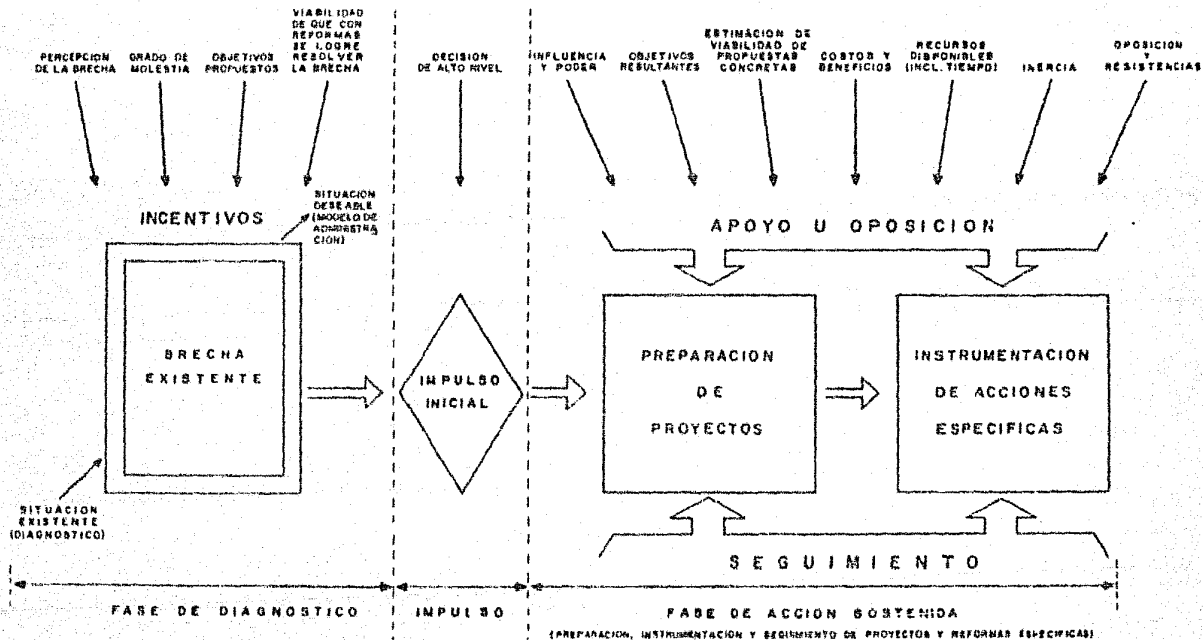 PERCEPCION
DE LA BRECHA
GRADO DE
MOLESTIA
OBJETIVOS
PROPUESTOS
VIABILIDAD
DE QUE CON
REFORMAS
SE LOGRE
RESOLVER
LA BRECHA
DECISION
DE ALTO NIVEL
INFLUENCIA
Y PODER
OBJETIVOS
RESULTANTES
ESTIMACION DE
VIABILIDAD DE
PROPUESTAS
CONCRETAS
COSTOS Y
BENEFICIOS
RECURSOS
DISPONIBLES
(INCL. TIEMPO)
INERCIA
OPOSICION
Y
RESISTENCIAS
INCENTIVOS
SITUACION
DESEABLE
(MODELO DE
ADMINISTRA
CION)
APOYO U OPOSICION
BRECHA
EXISTENTE
IMPULSO
INICIAL
PREPARACION
DE
PROYECTOS
INSTRUMENTACION
DE ACCIONES
ESPECIFICAS
SITUACION
EXISTENTE
(DIAGNOSTICO)
SEGUIMIENTO
FASE DE DIAGNOSTICO
IMPULSO
FASE DE ACCION SOSTENIDA
(PREPARACION, INSTRUMENTACION Y SEGUIMIENTO DE PROYECTOS Y REFORMAS ESPECIFICAS)